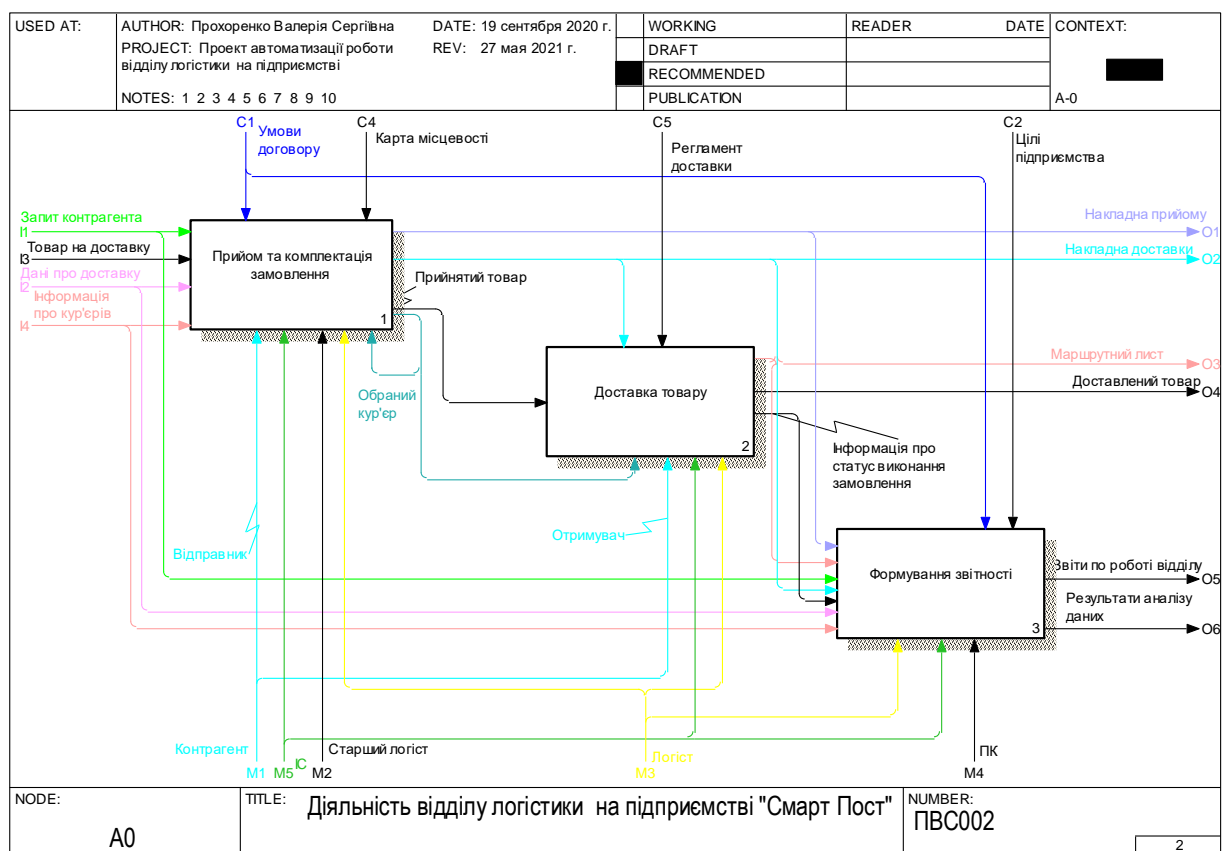 USED AT:
AUTHOR: Прохоренко Валерія Сергіївна
DATE: 19 сентября 2020 г.
WORKING
READER
DATE
CONTEXT:
PROJECT: Проект автоматизації роботи
відділу логістики на підприємстві
REV: 27 мая 2021 г.
DRAFT
RECOMMENDED
NOTES: 1 2 3 4 5 6 7 8 9 10
PUBLICATION
A-0
C1
Умови
договору
C4
Карта місцевості
C5
Регламент
доставки
C2
Цілі
підприємства
Запит контрагента
I1
Товар на доставку
I3
Дані про доставку
I2
Інформація
про кур'єрів
I4
Прийом та комплектація
замовлення
1
Прийнятий товар
Накладна прийому
O1
Накладна доставки
O2
Обраний
кур'єр
Доставка товару
2
Маршрутний лист
O3
Доставлений товар
O4
Інформація про
статус виконання
замовлення
Відправник
Отримувач
Формування звітності
3
Звіти по роботі відділу
O5
Результати аналізу
даних
O6
Контрагент
M1
ІС
M5
Старший логіст
M2
Логіст
M3
ПК
M4
NODE:
A0
TITLE:
Діяльність відділу логістики на підприємстві "Смарт Пост"
NUMBER:
ПВС002
2